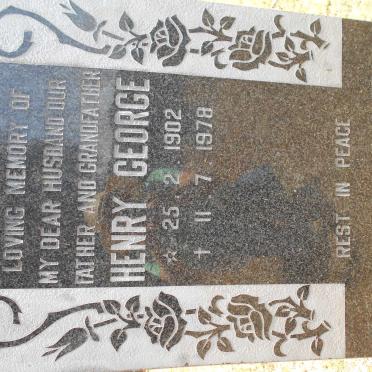 LOVING MEMORY OF
MY DEAR HUSBAND OUR
FATHER AND GRANDFATHER
HENRY GEORGE
☆ 25. 2. 1902
† 11. 7. 1978
REST IN PEACE